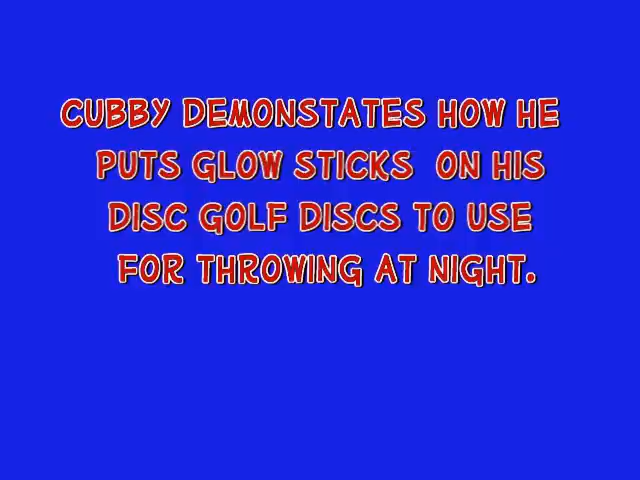 CUBBY DEMONSTATES HOW HE
PUTS GLOW STICKS ON HIS
DISC GOLF DISCS TO USE
FOR THROWING AT NIGHT.